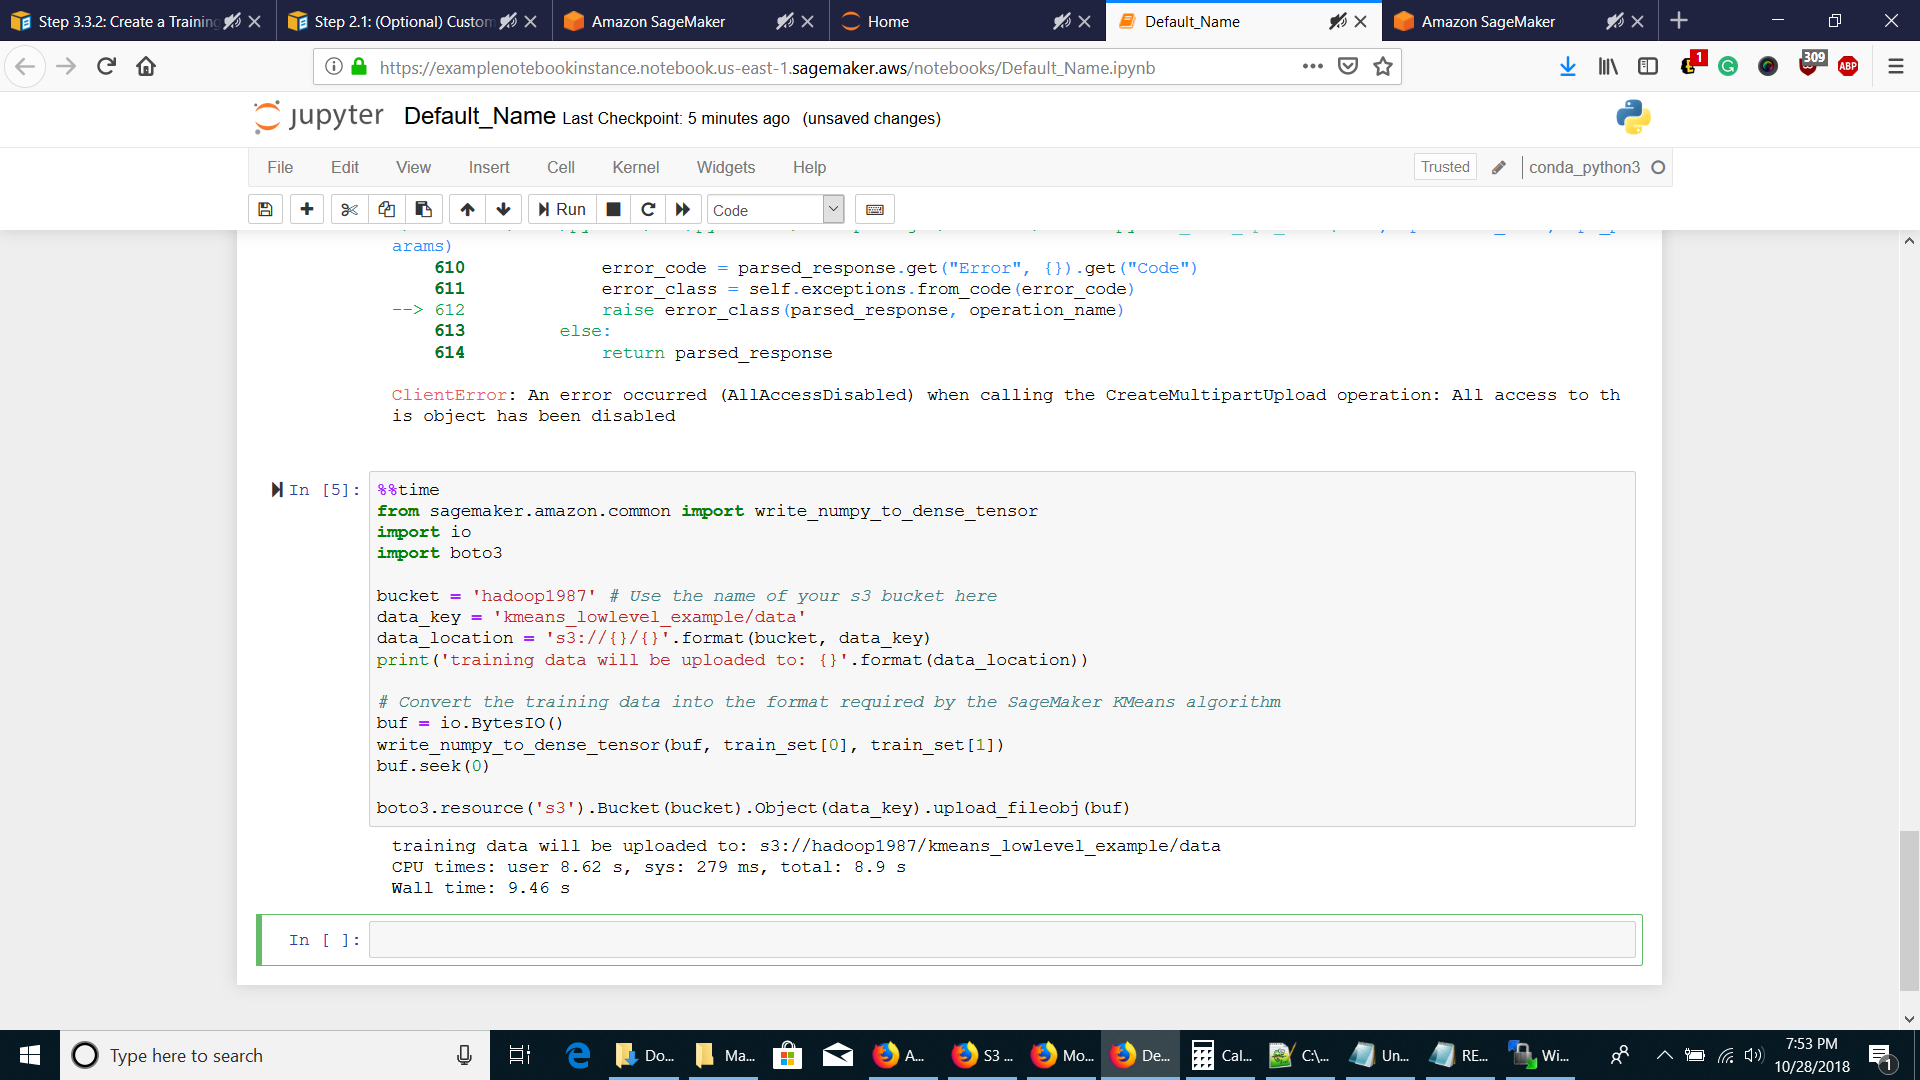 Step 3.3.2: Create a Training
Step 2.1: (Optional) Custom
Amazon SageMaker
Home
Default_Name
Amazon SageMaker
https://examplenotebookinstance.notebook.us-east-1.sagemaker.aws/notebooks/Default_Name.ipynb
1
309
ABP
jupyter Default_Name Last Checkpoint: 5 minutes ago (unsaved changes)
File Edit View Insert Cell Kernel Widgets Help
Trusted
conda_python3
Run
Code
arams)
610 error_code = parsed_response.get("Error", {}).get("Code")
611 error_class = self.exceptions.from_code(error_code)
--> 612 raise error_class(parsed_response, operation_name)
613 else:
614 return parsed_response
ClientError: An error occurred (AllAccessDisabled) when calling the CreateMultipartUpload operation: All access to th
is object has been disabled
In [5]: %%time
from sagemaker.amazon.common import write_numpy_to_dense_tensor
import io
import boto3
bucket = 'hadoop1987' # Use the name of your s3 bucket here
data_key = 'kmeans_lowlevel_example/data'
data_location = 's3://{}/{}'.format(bucket, data_key)
print('training data will be uploaded to: {}'.format(data_location))
# Convert the training data into the format required by the SageMaker KMeans algorithm
buf = io.BytesIO()
write_numpy_to_dense_tensor(buf, train_set[0], train_set[1])
buf.seek(0)
boto3.resource('s3').Bucket(bucket).Object(data_key).upload_fileobj(buf)
training data will be uploaded to: s3://hadoop1987/kmeans_lowlevel_example/data
CPU times: user 8.62 s, sys: 279 ms, total: 8.9 s
Wall time: 9.46 s
In [ ]:
Type here to search
Do...
Ma...
A...
S3 ...
Mo...
De...
Cal...
C:\...
Un...
RE...
Wi...
7:53 PM
10/28/2018
1